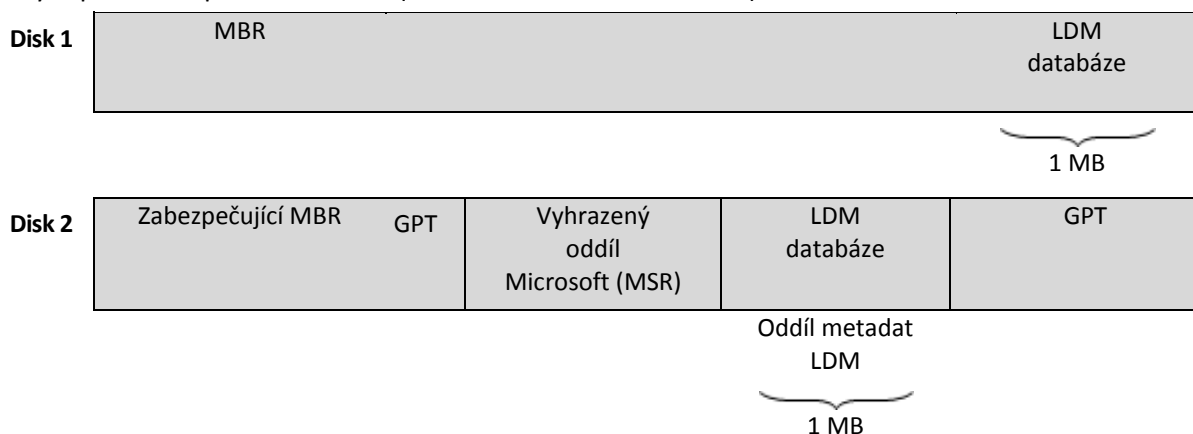 Disk 1
MBR
LDM
databáze
1 MB
Disk 2
Zabezpečující MBR
GPT
Vyhrazený
oddíl
Microsoft (MSR)
LDM
databáze
GPT
Oddíl metadat
LDM
1 MB